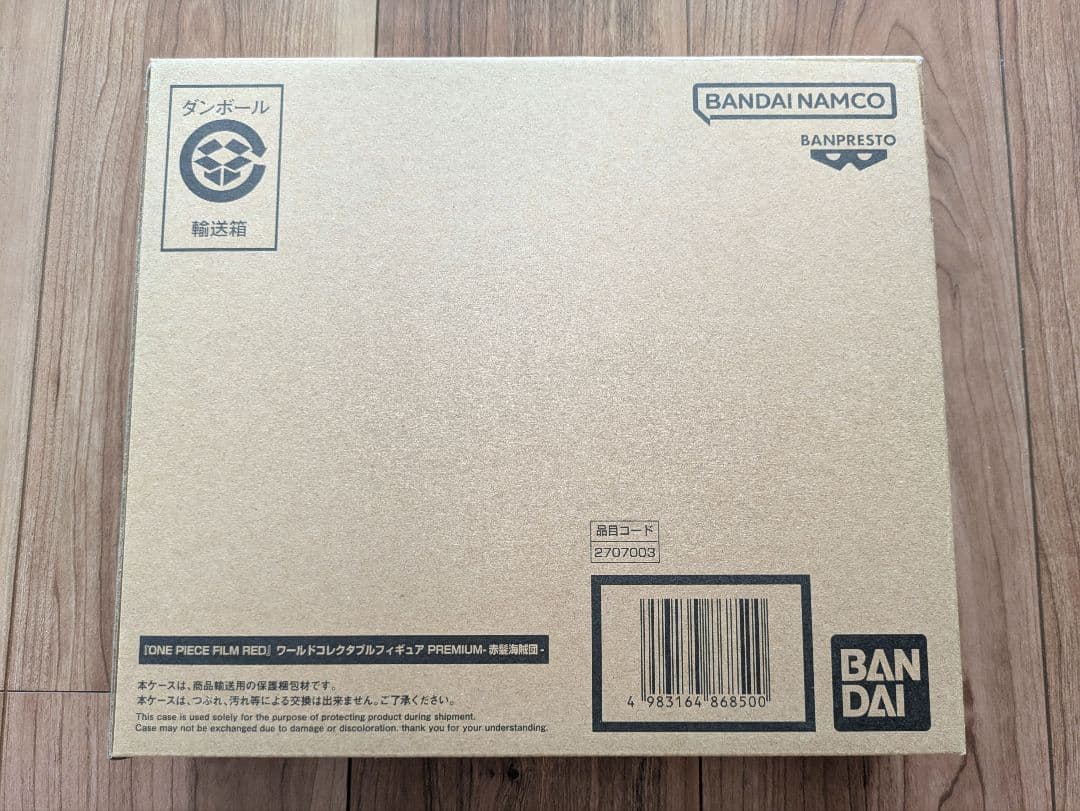 ダンボール
輸送箱
BANDAI NAMCO
BANPRESTO
品目コード
2707003
『ONE PIECE FILM RED』ワールドコレクタブルフィギュア PREMIUM-赤髪海賊団-
本ケースは、商品輸送用の保護梱包材です。
本ケースは、つぶれ、汚れ等による交換は出来ません。ご了承ください。
This case is used solely for the purpose of protecting product during shipment.
Case may not be exchanged due to damage or discoloration. thank you for your understanding.
4 983164 868500
BAN
DAI